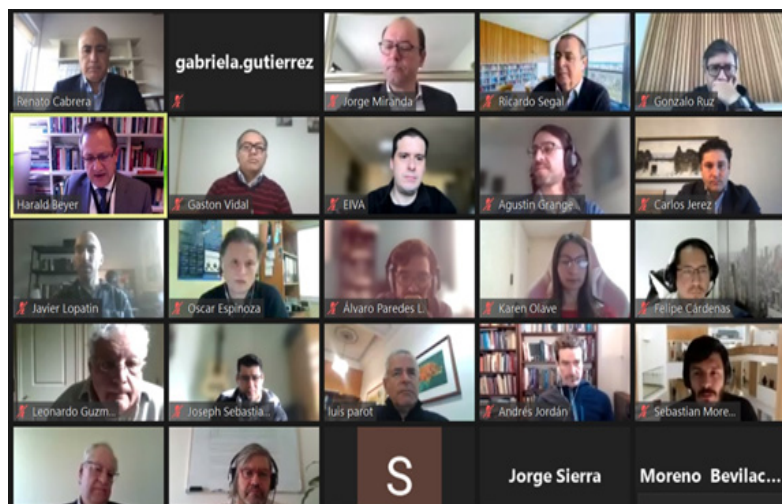 Renato Cabrera
gabriela.gutierrez
Jorge Miranda
Ricardo Segal
Gonzalo Ruz
Harald Beyer
Gaston Vidal
EIVA
Agustin Grange
Carlos Jerez
Javier Lopatin
Oscar Espinoza
Álvaro Paredes L.
Karen Olave
Felipe Cárdenas
Leonardo Guzm...
Joseph Sebastia...
luis parot
Andrés Jordán
Sebastian More...
S
Jorge Sierra
Moreno Bevilac...